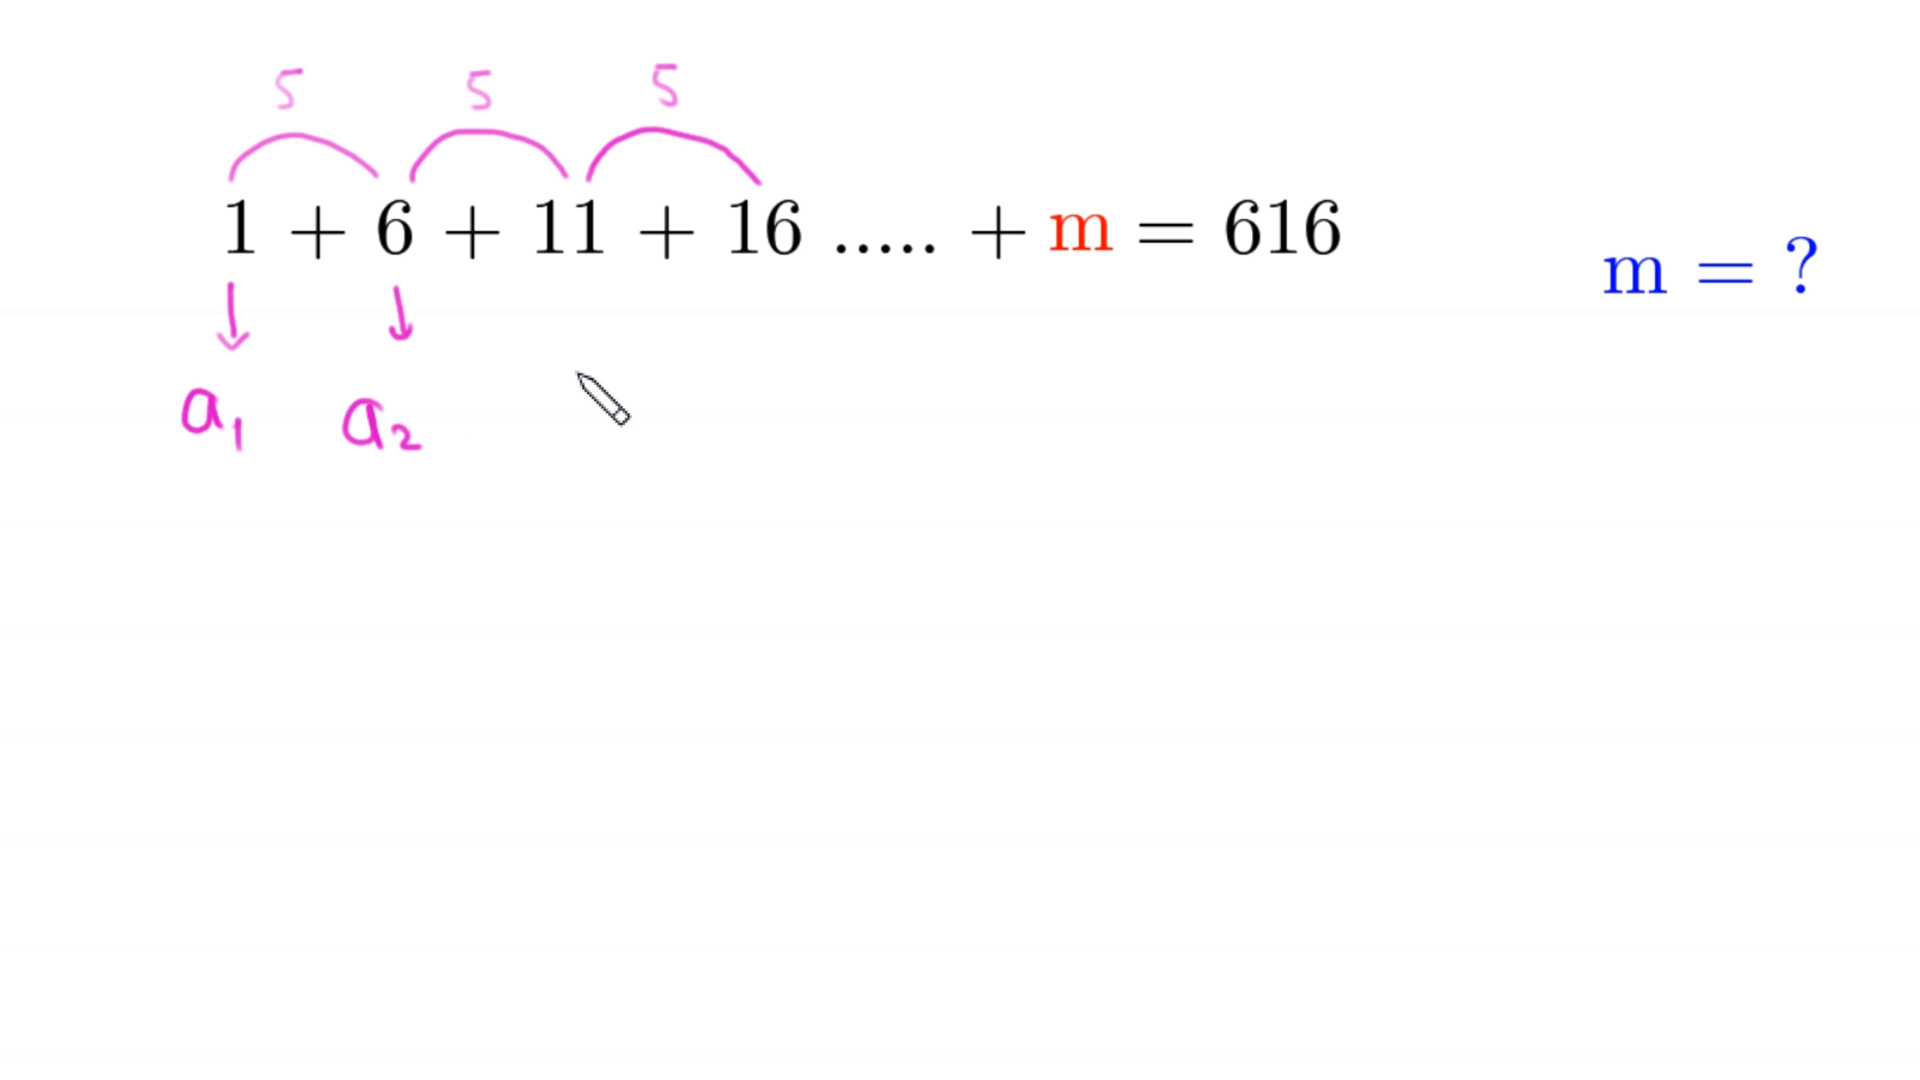 5 5 5
1 + 6 + 11 + 16 ..... + m = 616
m = ?
a₁ a₂